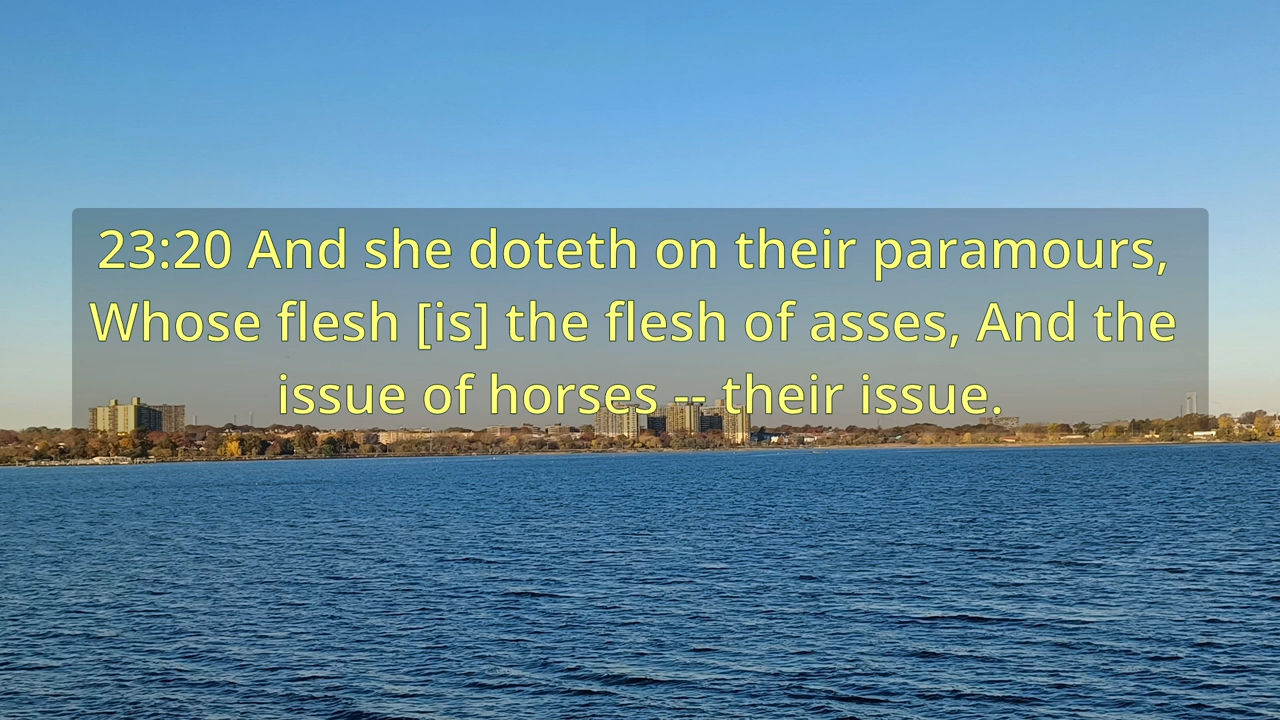 23:20 And she doteth on their paramours,
Whose flesh [is] the flesh of asses, And the
issue of horses -- their issue.